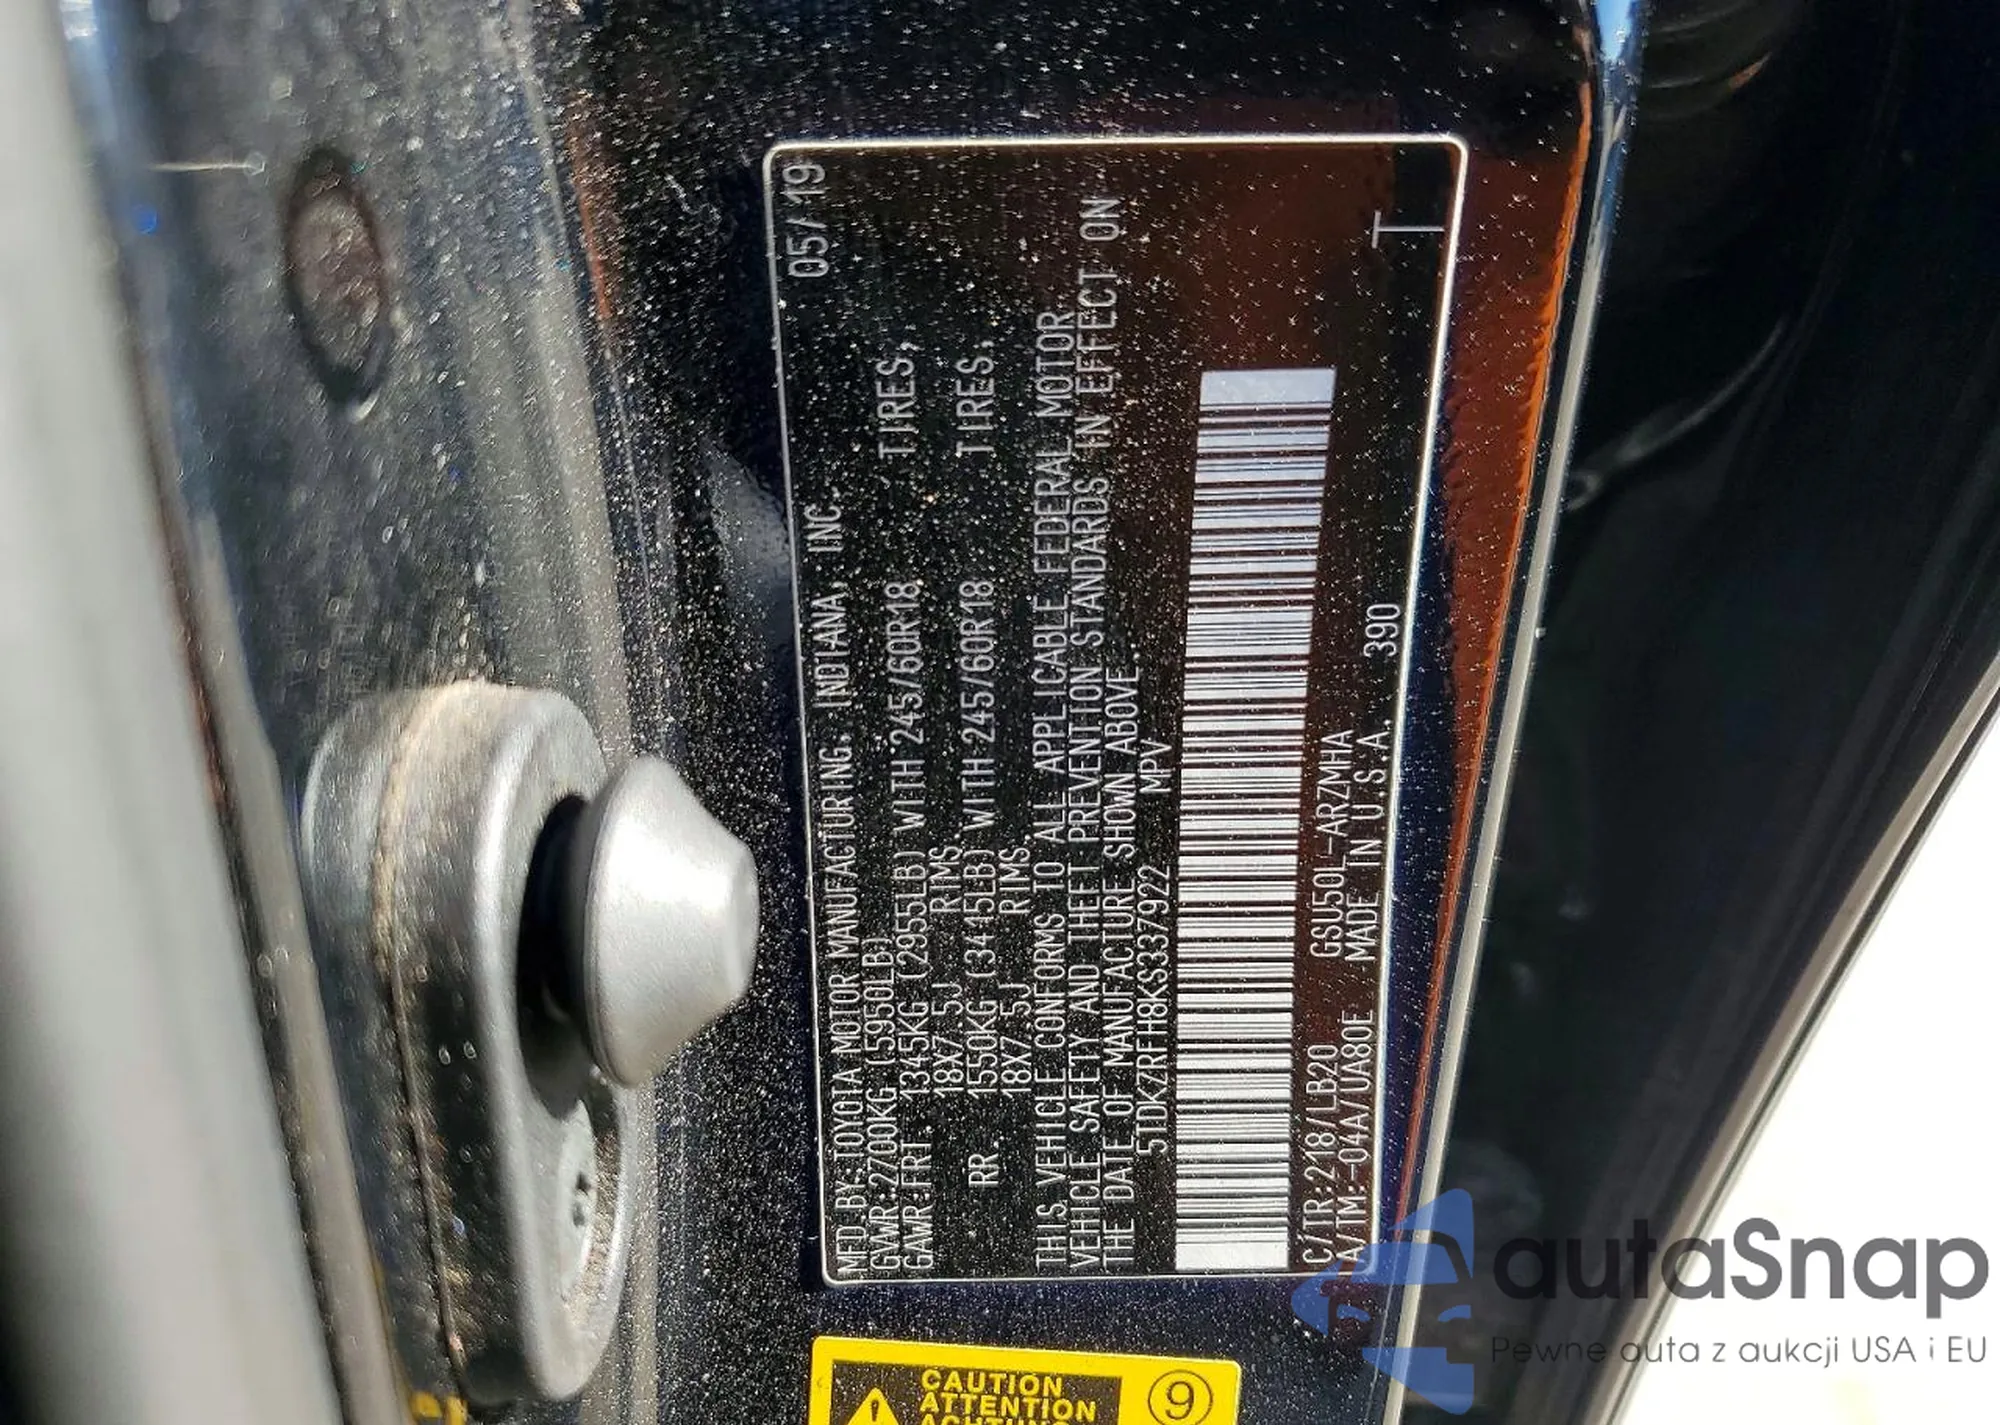 MFD.BY:TOYOTA MOTOR MANUFACTURING, INDIANA, INC. 05/19
GVWR:2700KG (5950LB)
GAWR:FRT. 1345KG (2955LB) WITH 245/60R18 TIRES,
18X7.5J RIMS
RR. 1550KG (3415LB) WITH 245/60R18 TIRES,
18X7.5J RIMS
THIS VEHICLE CONFORMS TO ALL APPLICABLE FEDERAL MOTOR
VEHICLE SAFETY AND THEFT PREVENTION STANDARDS IN EFFECT ON
THE DATE OF MANUFACTURE SHOWN ABOVE.
5TDKZRFH8KS337922 MPV
C/TR:218/LB20 GSU50L-ARZMHA
A/TM:-04A/UA80E MADE IN U.S.A. 390
T
CAUTION
ATTENTION
ACHTUNG
9
autaSnap
Pewne auta z aukcji USA i EU